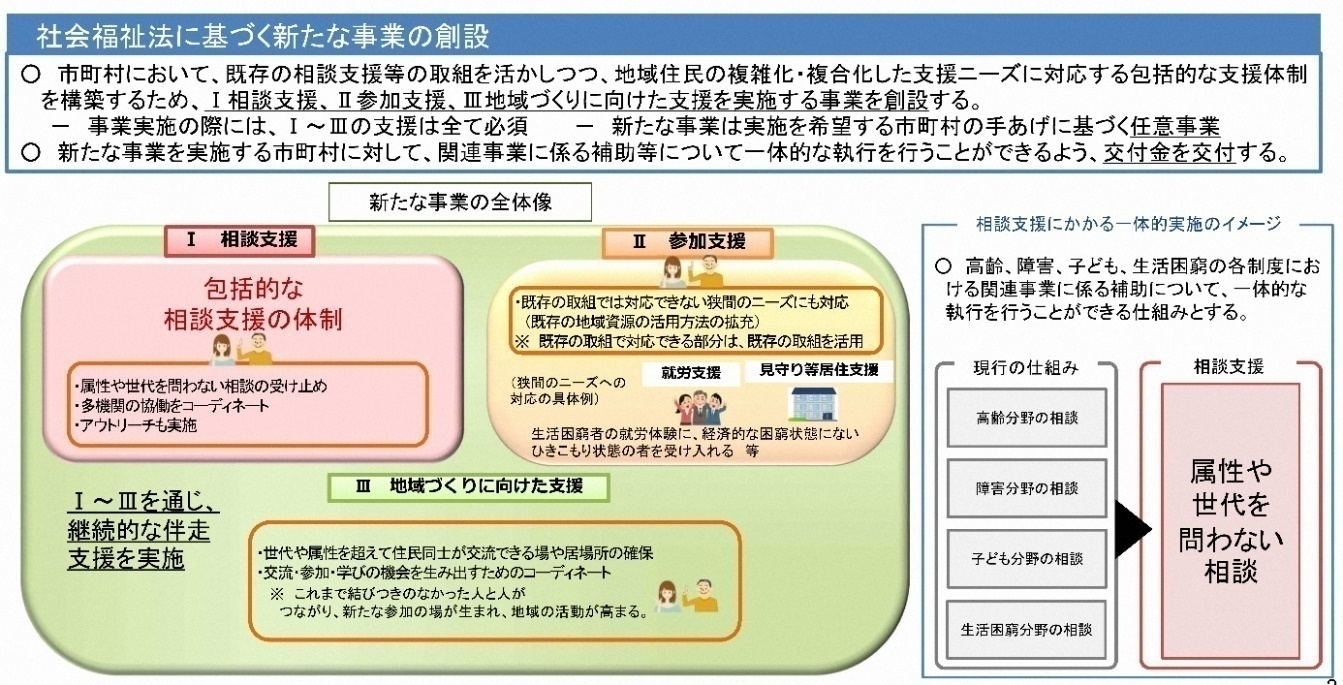 社会福祉法に基づく新たな事業の創設
○ 市町村において、既存の相談支援等の取組を活かしつつ、地域住民の複雑化・複合化した支援ニーズに対応する包括的な支援体制
を構築するため、Ⅰ相談支援、Ⅱ参加支援、Ⅲ地域づくりに向けた支援を実施する事業を創設する。
－ 事業実施の際には、Ⅰ～Ⅲの支援は全て必須 － 新たな事業は実施を希望する市町村の手あげに基づく任意事業
○ 新たな事業を実施する市町村に対して、関連事業に係る補助等について一体的な執行を行うことができるよう、交付金を交付する。
新たな事業の全体像
Ⅰ 相談支援
包括的な
相談支援の体制
・属性や世代を問わない相談の受け止め
・多機関の協働をコーディネート
・アウトリーチも実施
Ⅱ 参加支援
・既存の取組では対応できない狭間のニーズにも対応
（既存の地域資源の活用方法の拡充）
※ 既存の取組で対応できる部分は、既存の取組を活用
就労支援
見守り等居住支援
（狭間のニーズへの
対応の具体例）
生活困窮者の就労体験に、経済的な困窮状態にない
ひきこもり状態の者を受け入れる 等
Ⅰ～Ⅲを通じ、
継続的な伴走
支援を実施
Ⅲ 地域づくりに向けた支援
・世代や属性を超えて住民同士が交流できる場や居場所の確保
・交流・参加・学びの機会を生み出すためのコーディネート
※ これまで結びつきのなかった人と人が
つながり、新たな参加の場が生まれ、地域の活動が高まる。
相談支援にかかる一体的実施のイメージ
○ 高齢、障害、子ども、生活困窮の各制度にお
ける関連事業に係る補助について、一体的な
執行を行うことができる仕組みとする。
現行の仕組み
高齢分野の相談
障害分野の相談
子ども分野の相談
生活困窮分野の相談
相談支援
属性や
世代を
問わない
相談